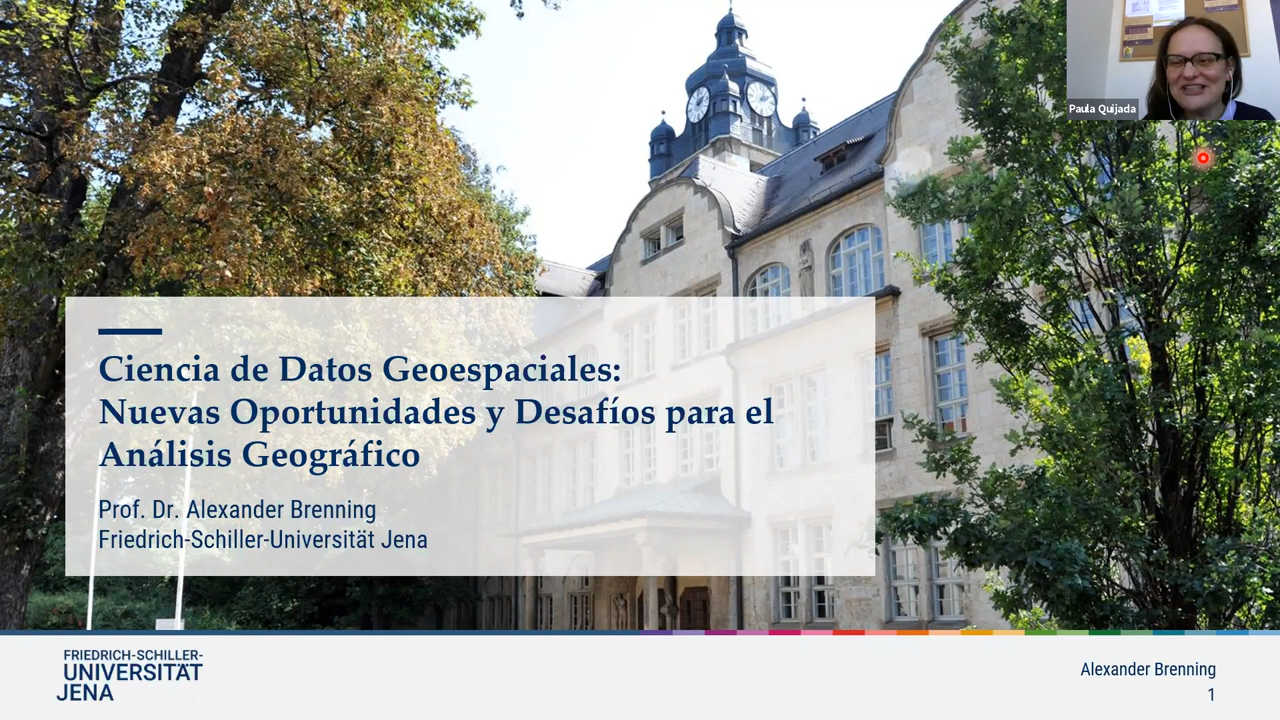 Paula Quijada
Ciencia de Datos Geoespaciales:
Nuevas Oportunidades y Desafíos para el
Análisis Geográfico
Prof. Dr. Alexander Brenning
Friedrich-Schiller-Universität Jena
FRIEDRICH-SCHILLER-
UNIVERSITÄT
JENA
Alexander Brenning
1